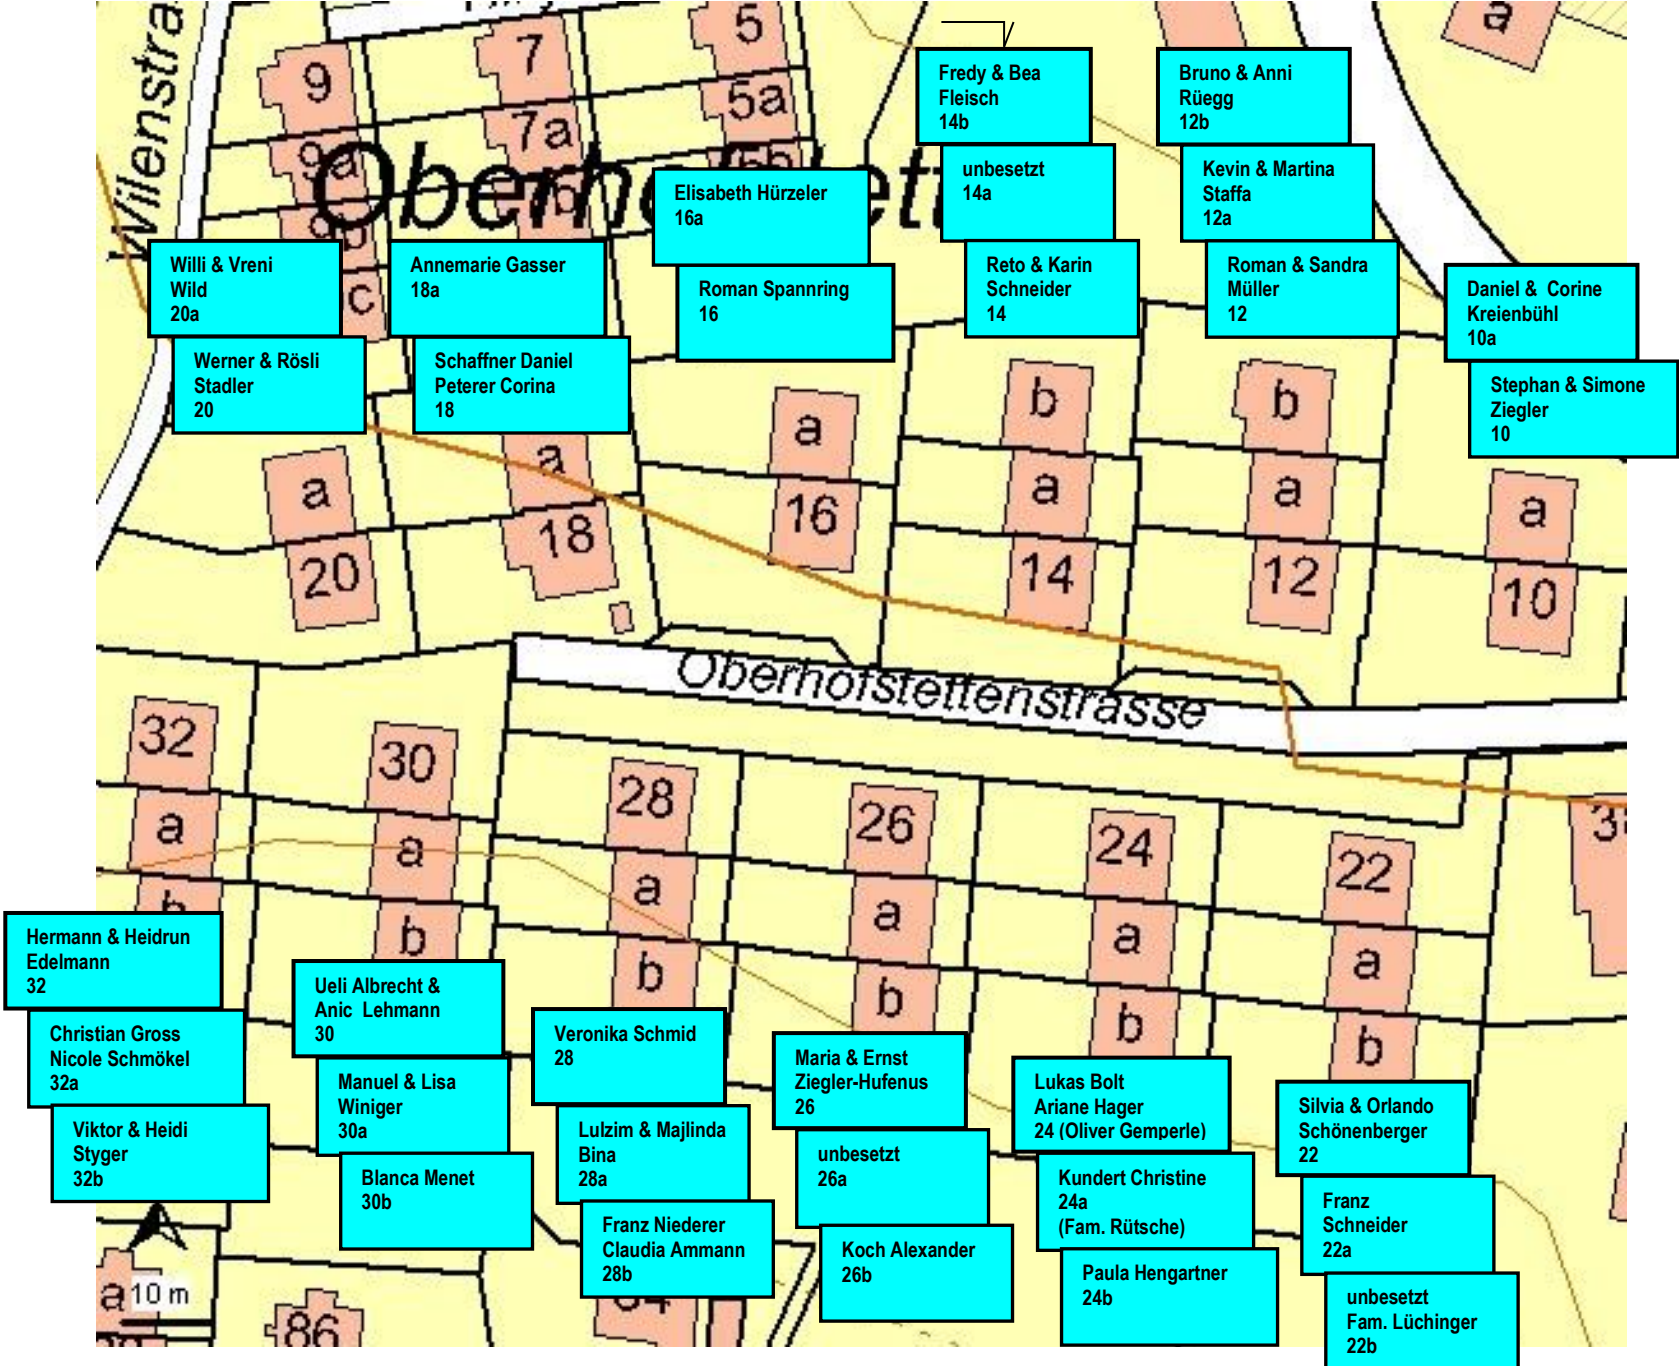 Wilenstra
9
9a
9b
c
7
7a
b
5
5a
5b
a
Oberhofstett
Fredy & Bea
Fleisch
14b
unbesetzt
14a
Reto & Karin
Schneider
14
Bruno & Anni
Rüegg
12b
Kevin & Martina
Staffa
12a
Roman & Sandra
Müller
12
Elisabeth Hürzeler
16a
Roman Spannring
16
Willi & Vreni
Wild
20a
Werner & Rösli
Stadler
20
Annemarie Gasser
18a
Schaffner Daniel
Peterer Corina
18
Daniel &  Corine
Kreienbühl
10a
Stephan & Simone
Ziegler
10
a
20
a
18
a
16
b
a
14
b
a
12
a
10
Oberhofstettenstrasse
32
a
b
30
a
b
28
a
b
26
a
b
24
a
b
22
a
b
Hermann & Heidrun
Edelmann
32
Christian Gross
Nicole Schmökel
32a
Viktor & Heidi
Styger
32b
Ueli Albrecht &
Anic  Lehmann
30
Manuel & Lisa
Winiger
30a
Blanca Menet
30b
Veronika Schmid
28
Lulzim & Majlinda
Bina
28a
Franz Niederer
Claudia Ammann
28b
Maria & Ernst
Ziegler-Hufenus
26
unbesetzt
26a
Koch Alexander
26b
Lukas Bolt
Ariane Hager
24 (Oliver Gemperle)
Kundert Christine
24a
(Fam. Rütsche)
Paula Hengartner
24b
Silvia & Orlando
Schönenberger
22
Franz
Schneider
22a
unbesetzt
Fam. Lüchinger
22b
a
10 m
86